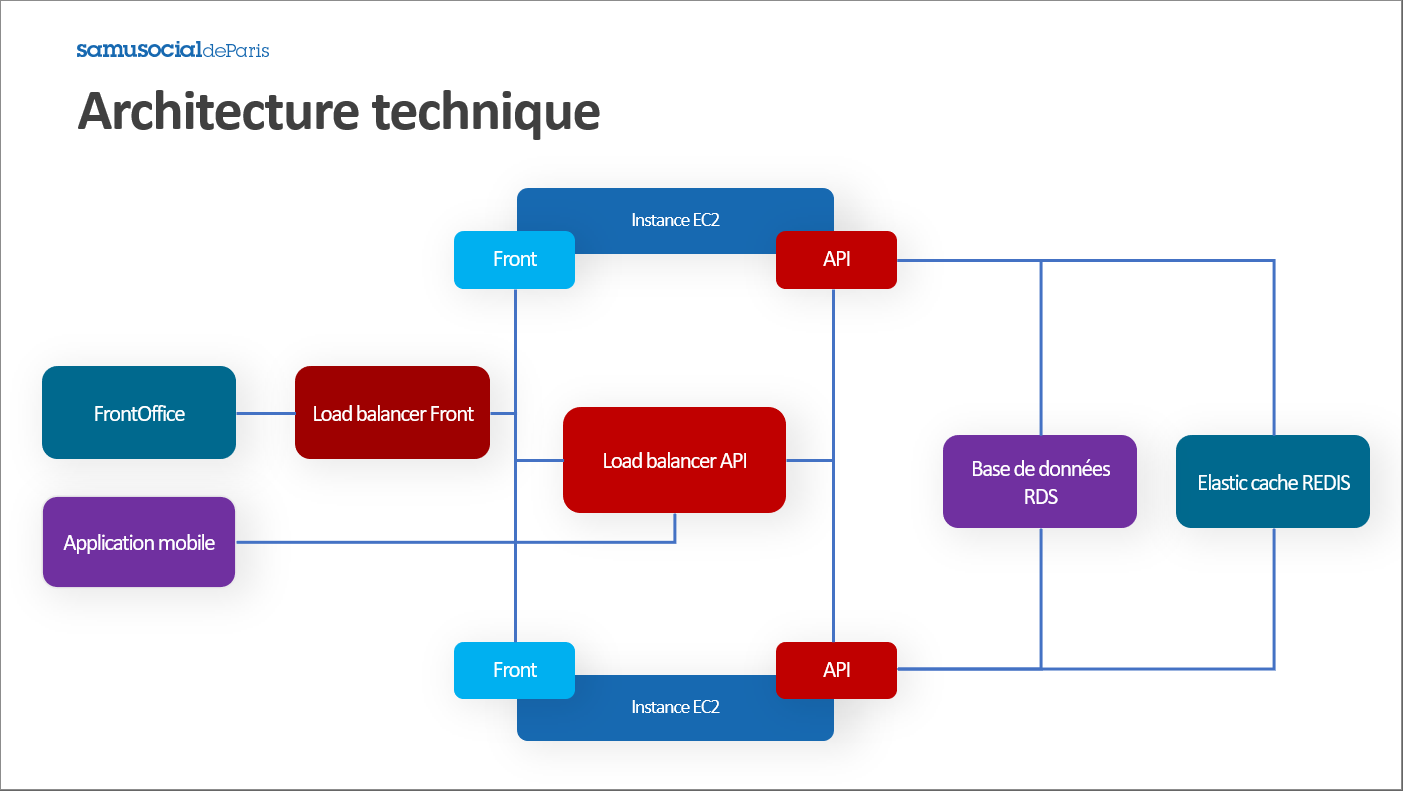 samusocialdeParis
Architecture technique
Instance EC2
Front
API
FrontOffice
Load balancer Front
Load balancer API
Base de données
RDS
Elastic cache REDIS
Application mobile
Front
API
Instance EC2